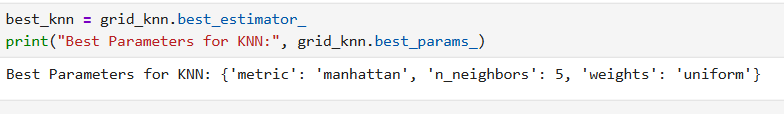 best_knn = grid_knn.best_estimator_
print("Best Parameters for KNN:", grid_knn.best_params_)
Best Parameters for KNN: {'metric': 'manhattan', 'n_neighbors': 5, 'weights': 'uniform'}